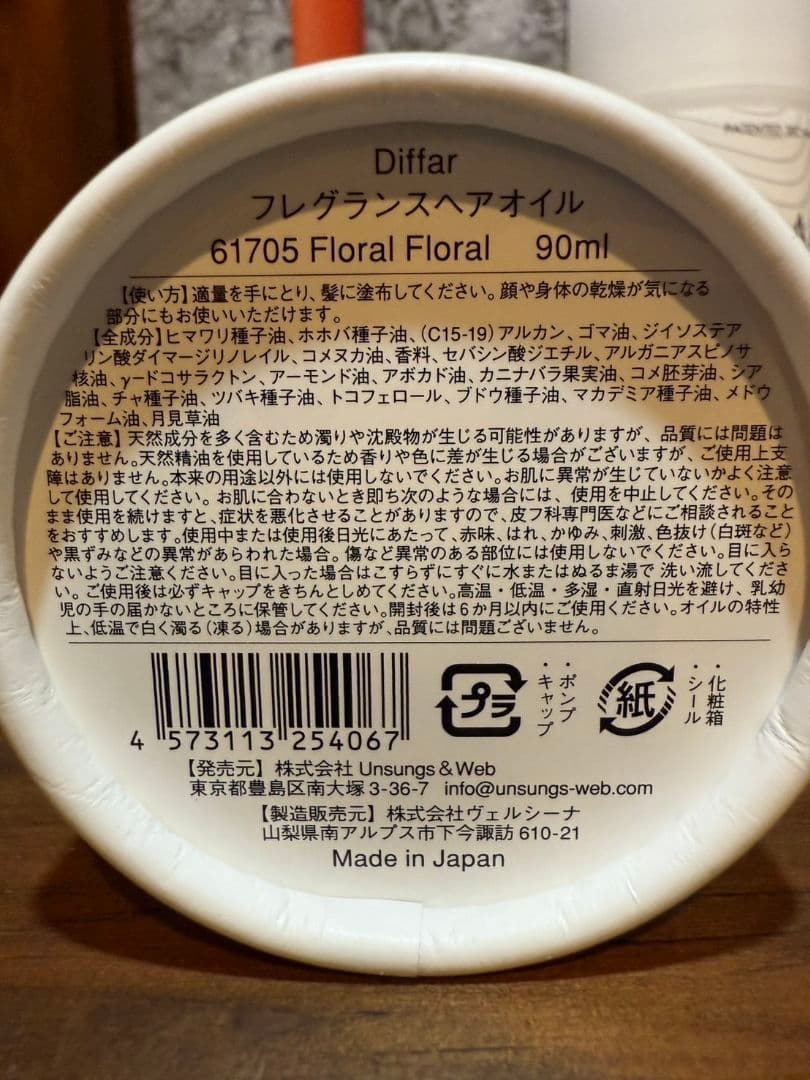 Diffar
フレグランスヘアオイル
61705 Floral Floral 90ml
【使い方】適量を手にとり、髪に塗布してください。顔や身体の乾燥が気になる
部分にもお使いいただけます。
【全成分】ヒマワリ種子油、ホホバ種子油、(C15-19)アルカン、ゴマ油、ジイソステア
リン酸ダイマージリノレイル、コメヌカ油、香料、セバシン酸ジエチル、アルガニアスピノサ
核油、γードコサラクトン、アーモンド油、アボカド油、カニナバラ果実油、コメ胚芽油、シア
脂油、チャ種子油、ツバキ種子油、トコフェロール、ブドウ種子油、マカデミア種子油、メドウ
フォーム油、月見草油
【ご注意】天然成分を多く含むため濁りや沈殿物が生じる可能性がありますが、品質には問題は
ありません。天然精油を使用しているため香りや色に差が生じる場合がございますが、ご使用上支
障はありません。本来の用途以外には使用しないでください。お肌に異常が生じていないかよく注意
して使用してください。お肌に合わないとき即ち次のような場合には、使用を中止してください。その
まま使用を続けますと、症状を悪化させることがありますので、皮フ科専門医などにご相談されること
をおすすめします。使用中または使用後日光にあたって、赤味、はれ、かゆみ、刺激、色抜け(白斑など)
や黒ずみなどの異常があらわれた場合。傷など異常のある部位には使用しないでください。目に入ら
ないようご注意ください。目に入った場合はこすらずにすぐに水またはぬるま湯で洗い流してくださ
い。ご使用後は必ずキャップをきちんとしめてください。高温・低温・多湿・直射日光を避け、乳幼
児の手の届かないところに保管してください。開封後は6か月以内にご使用ください。オイルの特性
上、低温で白く濁る(凍る)場合がありますが、品質には問題ございません。
4 573113 254067
プラ
・ポンプ
・キャップ
紙
・化粧箱
・シール
【発売元】株式会社 Unsungs & Web
東京都豊島区南大塚3-36-7 info@unsungs-web.com
【製造販売元】株式会社ヴェルシーナ
山梨県南アルプス市下今諏訪 610-21
Made in Japan